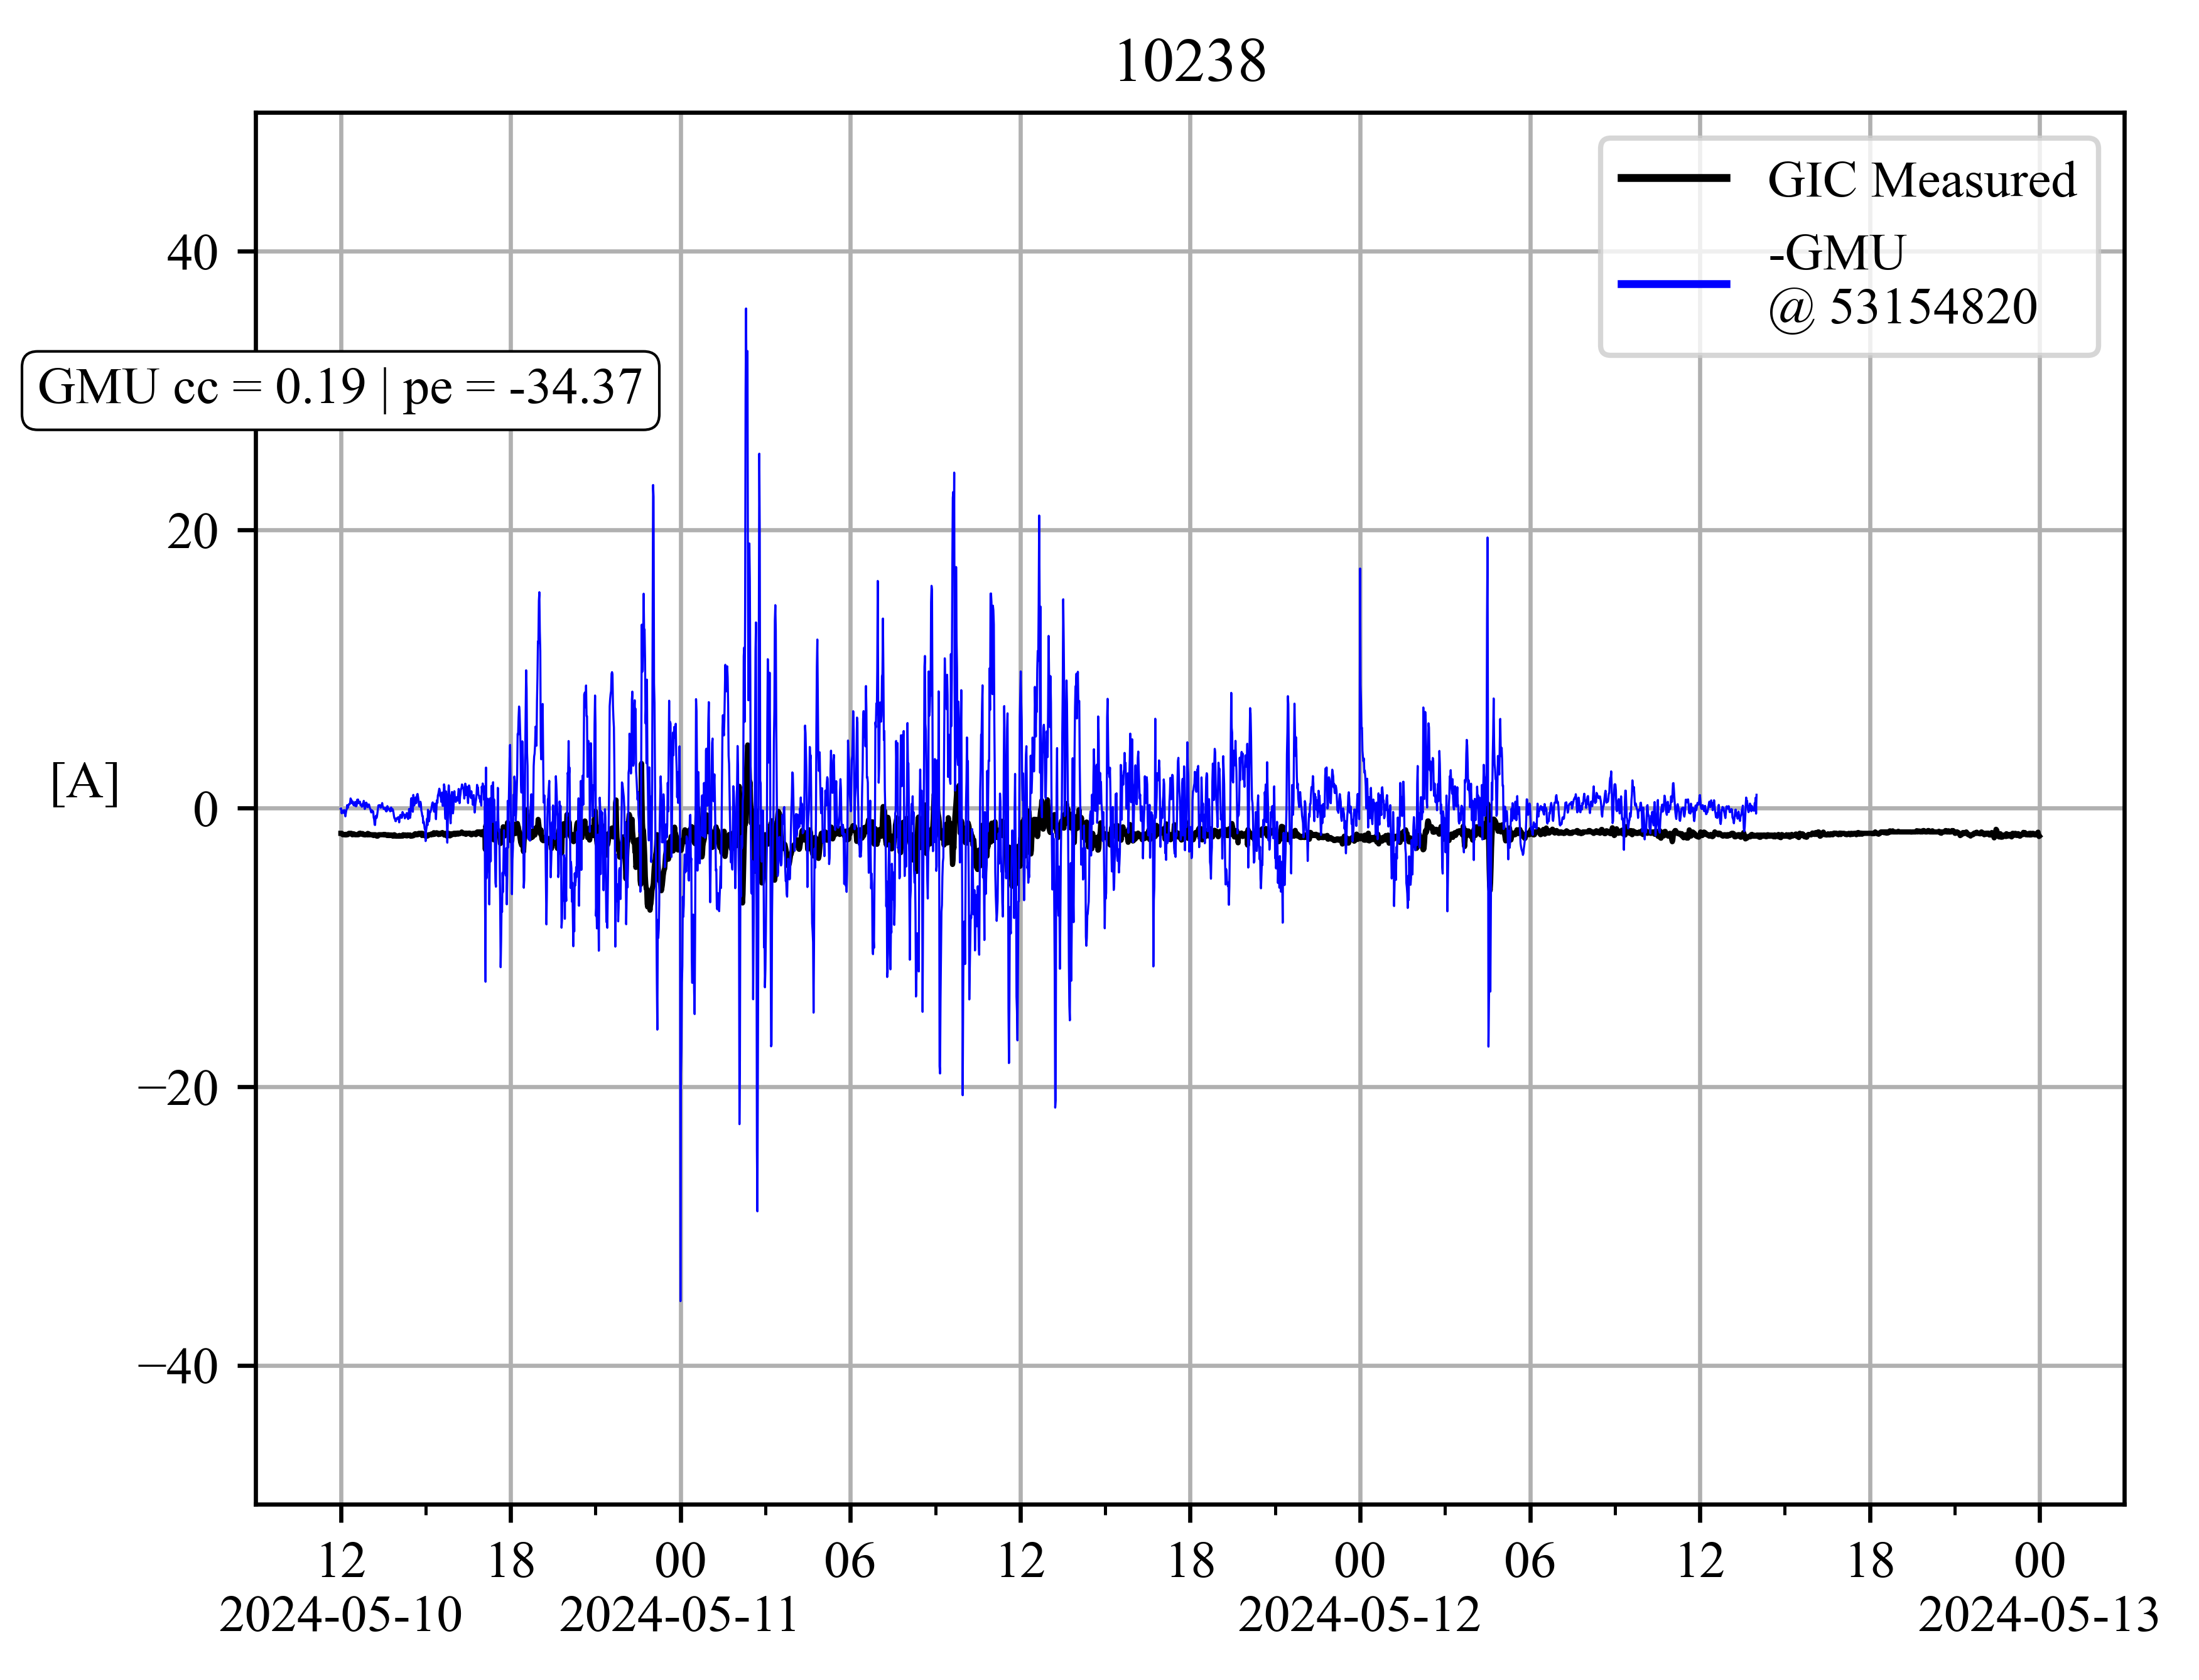 10238
GIC Measured
-GMU
@ 53154820
GMU cc = 0.19 | pe = -34.37
[A]
40
20
0
−20
−40
12 18 00 06 12 18 00 06 12 18 00
2024-05-10 2024-05-11 2024-05-12 2024-05-13